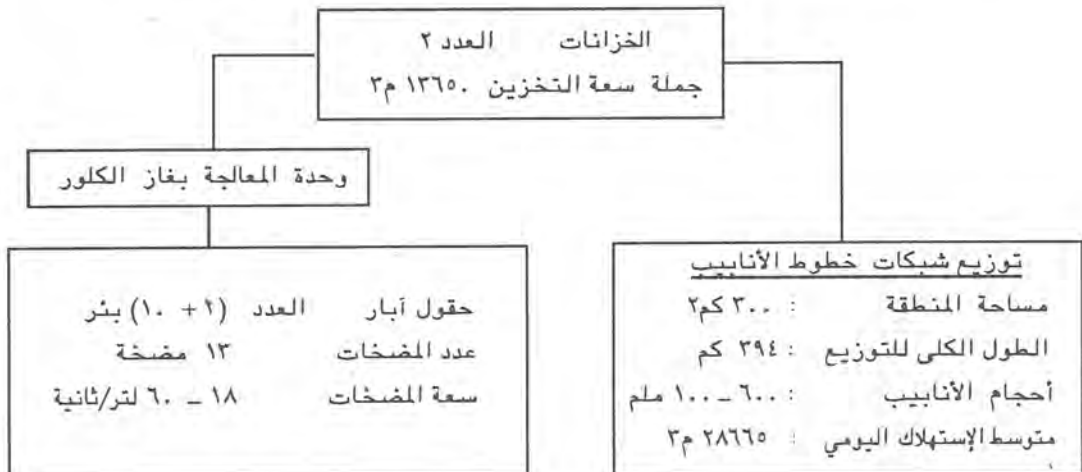 الخزانات العدد ٢
جملة سعة التخزين ١٣٦٥٠ م٣
وحدة المعالجة بغاز الكلور
توزيع شبكات خطوط الأنابيب
مساحة المنطقة : ٣٠٠ كم٢
الطول الكلى للتوزيع : ٣٩٤ كم
أحجام الأنابيب : ٦٠٠ – ١٠٠ ملم
متوسط الإستهلاك اليومي : ٢٨٦٦٥ م٣
حقول آبار العدد (٢ + ١٠) بئر
عدد المضخات ١٣ مضخة
سعة المضخات ١٨ – ٦٠ لتر/ثانية